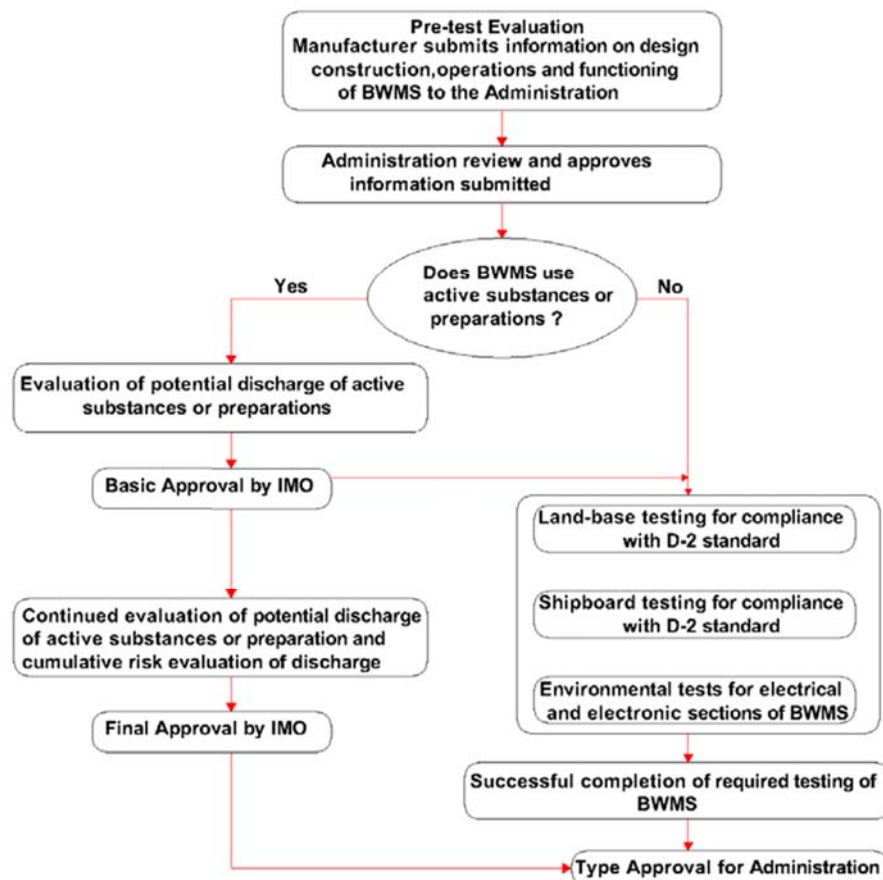 Pre-test Evaluation
Manufacturer submits information on design
construction,operations and functioning
of BWMS to the Administration
Administration review and approves
information submitted
Does BWMS use
active substances or
preparations ?
Yes
No
Evaluation of potential discharge of active
substances or preparations
Basic Approval by IMO
Land-base testing for compliance
with D-2 standard
Shipboard testing for compliance
with D-2 standard
Environmental tests for electrical
and electronic sections of BWMS
Continued evaluation of potential discharge
of active substances or preparation and
cumulative risk evaluation of discharge
Final Approval by IMO
Successful completion of required testing of
BWMS
Type Approval for Administration